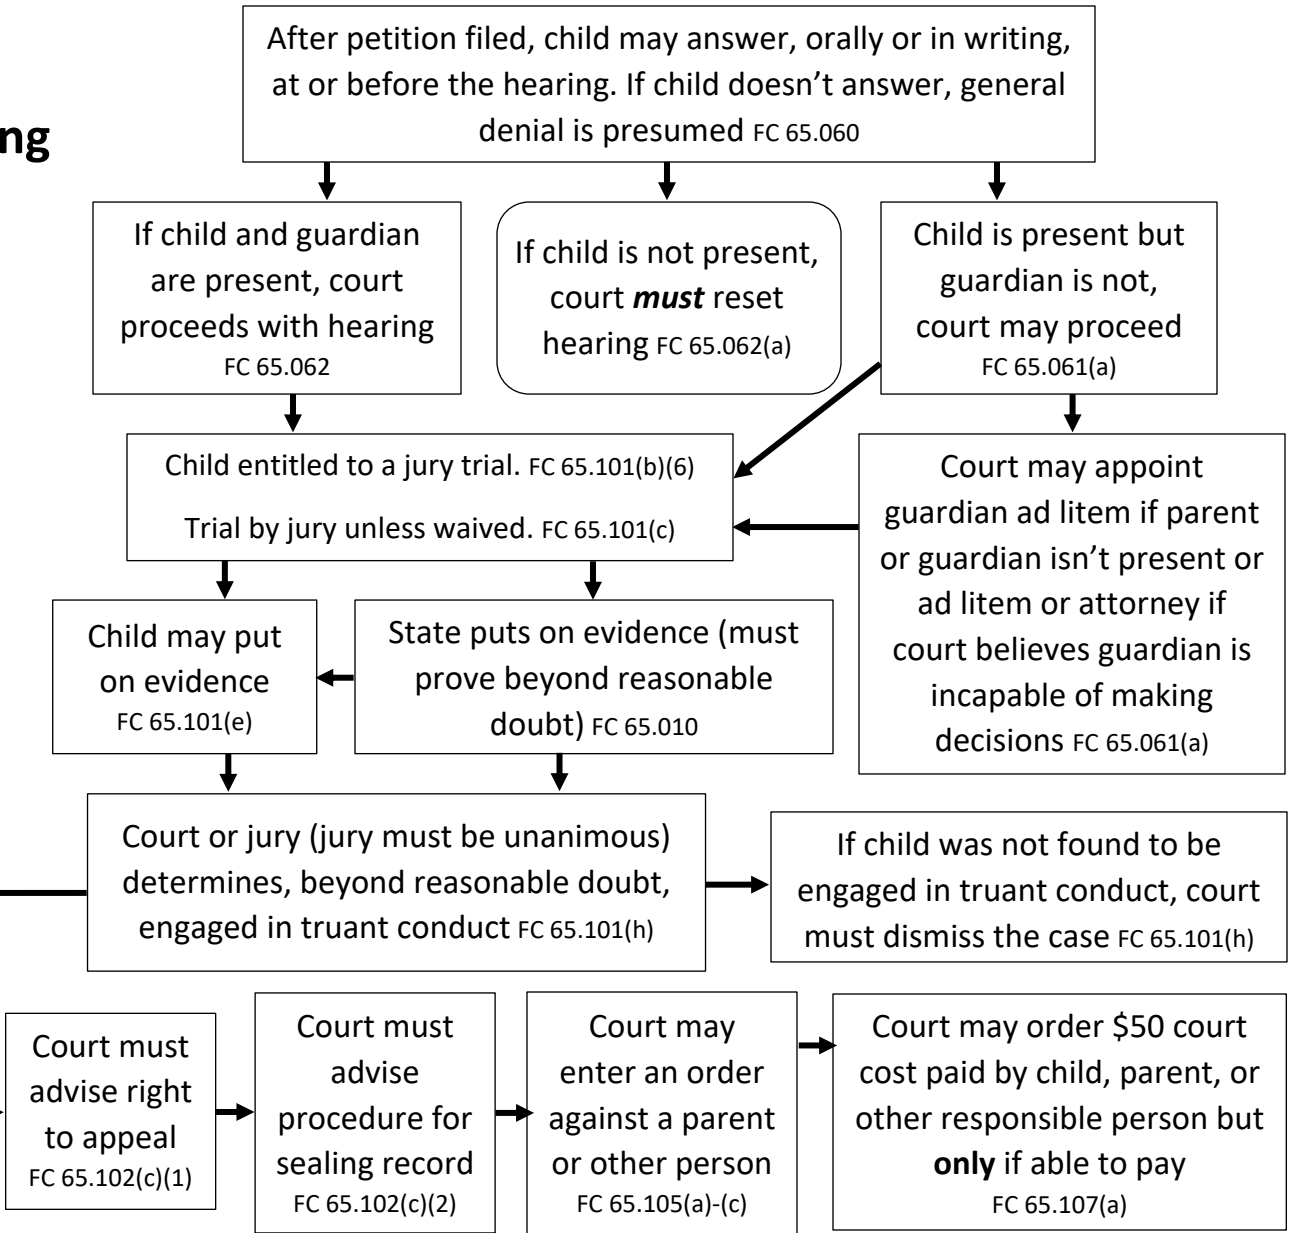 After petition filed, child may answer, orally or in writing,
at or before the hearing. If child doesn’t answer, general
denial is presumed FC 65.060
ng
If child and guardian
are present, court
proceeds with hearing
FC 65.062
If child is not present,
court must reset
hearing FC 65.062(a)
Child is present but
guardian is not,
court may proceed
FC 65.061(a)
Child entitled to a jury trial. FC 65.101(b)(6)
Trial by jury unless waived. FC 65.101(c)
Court may appoint
guardian ad litem if parent
or guardian isn’t present or
ad litem or attorney if
court believes guardian is
incapable of making
decisions FC 65.061(a)
Child may put
on evidence
FC 65.101(e)
State puts on evidence (must
prove beyond reasonable
doubt) FC 65.010
Court or jury (jury must be unanimous)
determines, beyond reasonable doubt,
engaged in truant conduct FC 65.101(h)
If child was not found to be
engaged in truant conduct, court
must dismiss the case FC 65.101(h)
Court must
advise right
to appeal
FC 65.102(c)(1)
Court must
advise
procedure for
sealing record
FC 65.102(c)(2)
Court may
enter an order
against a parent
or other person
FC 65.105(a)-(c)
Court may order $50 court
cost paid by child, parent, or
other responsible person but
only if able to pay
FC 65.107(a)